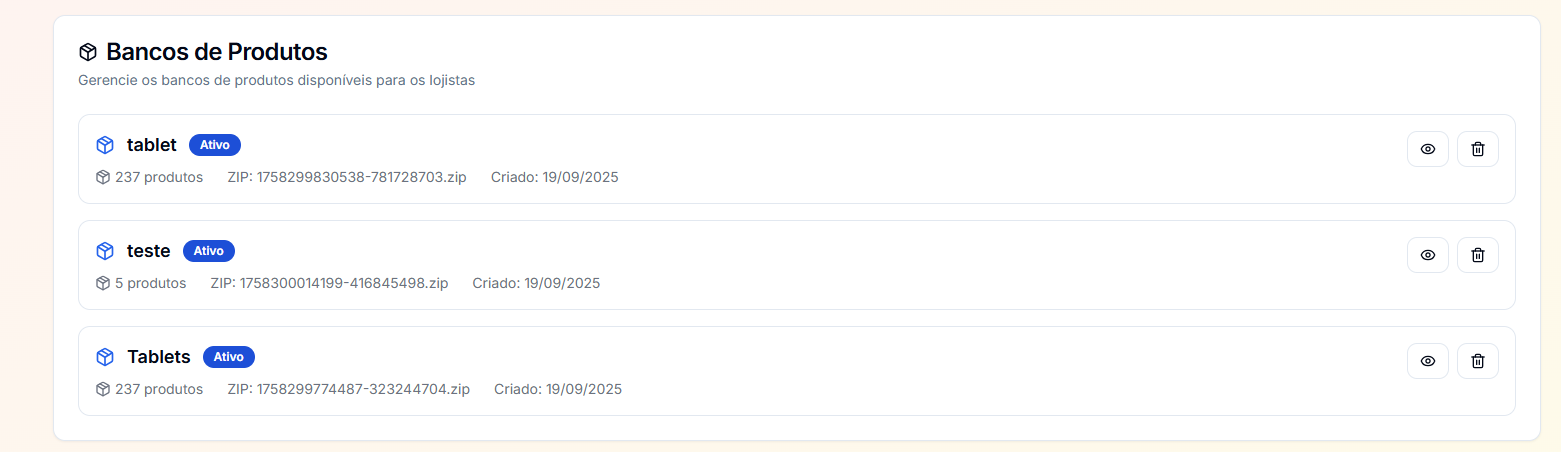 Bancos de Produtos
Gerencie os bancos de produtos disponíveis para os lojistas
tablet Ativo
237 produtos ZIP: 1758299830538-781728703.zip Criado: 19/09/2025
teste Ativo
5 produtos ZIP: 1758300014199-416845498.zip Criado: 19/09/2025
Tablets Ativo
237 produtos ZIP: 1758299774487-323244704.zip Criado: 19/09/2025